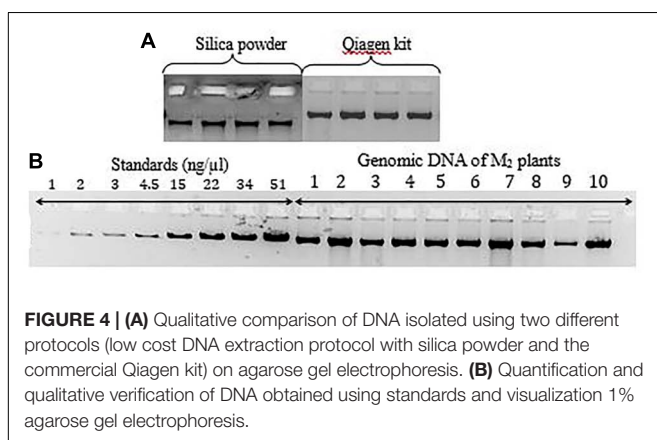 A
Silica powder Qiagen kit
B
Standards (ng/µl) Genomic DNA of M2 plants
1 2 3 4.5 15 22 34 51 1 2 3 4 5 6 7 8 9 10
FIGURE 4 | (A) Qualitative comparison of DNA isolated using two different
protocols (low cost DNA extraction protocol with silica powder and the
commercial Qiagen kit) on agarose gel electrophoresis. (B) Quantification and
qualitative verification of DNA obtained using standards and visualization 1%
agarose gel electrophoresis.